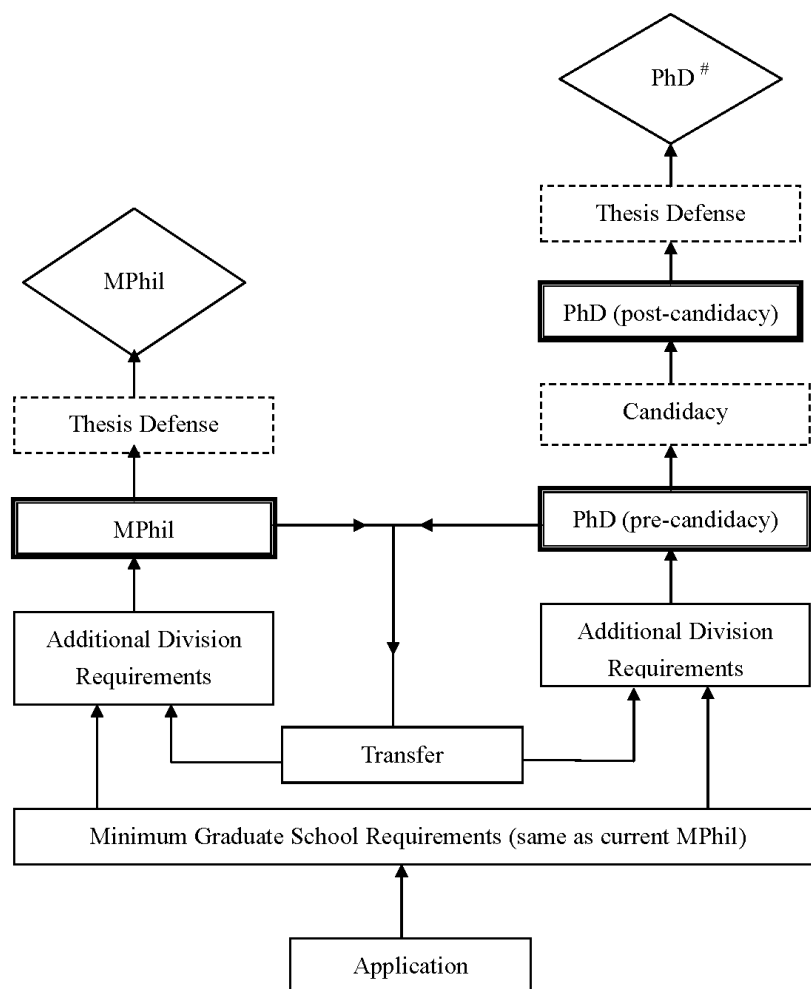 PhD #
Thesis Defense
MPhil
PhD (post-candidacy)
Thesis Defense
Candidacy
MPhil
PhD (pre-candidacy)
Additional Division
Requirements
Additional Division
Requirements
Transfer
Minimum Graduate School Requirements (same as current MPhil)
Application